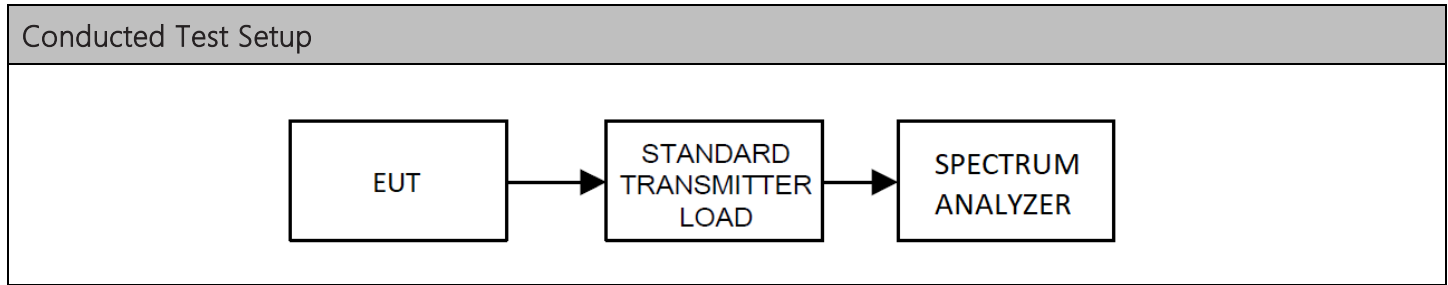 Conducted Test Setup
EUT
STANDARD
TRANSMITTER
LOAD
SPECTRUM
ANALYZER